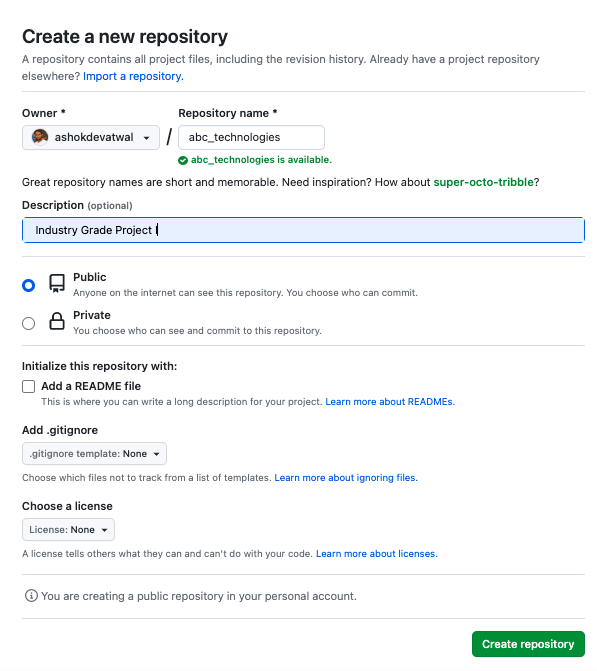 Create a new repository
A repository contains all project files, including the revision history. Already have a project repository
elsewhere? Import a repository.
Owner * Repository name *
ashokdevatwal / abc_technologies
abc_technologies is available.
Great repository names are short and memorable. Need inspiration? How about super-octo-tribble?
Description (optional)
Industry Grade Project I
Public
Anyone on the internet can see this repository. You choose who can commit.
Private
You choose who can see and commit to this repository.
Initialize this repository with:
Add a README file
This is where you can write a long description for your project. Learn more about READMEs.
Add .gitignore
.gitignore template: None
Choose which files not to track from a list of templates. Learn more about ignoring files.
Choose a license
License: None
A license tells others what they can and can't do with your code. Learn more about licenses.
You are creating a public repository in your personal account.
Create repository